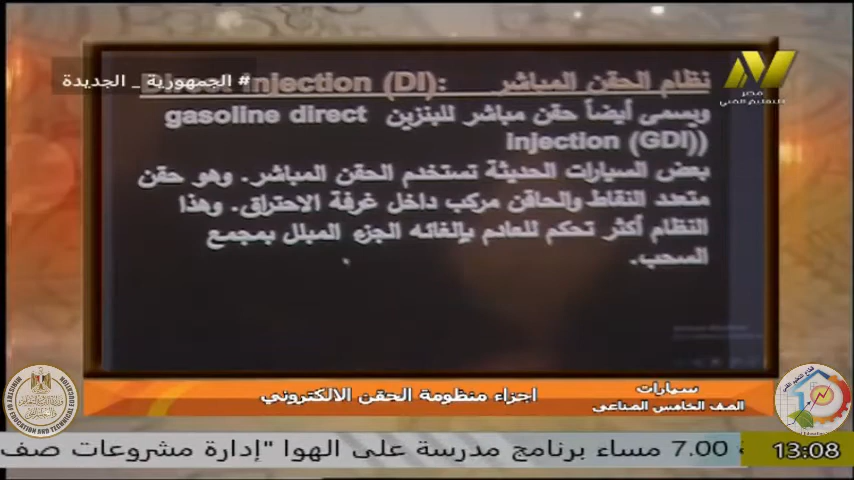 # الجمهورية _ الجديدة
نظام الحقن المباشر Injection (DI):
ويسمى أيضاً حقن مباشر للبنزين gasoline direct
injection (GDI))
بعض السيارات الحديثة تستخدم الحقن المباشر. وهو حقن
متعدد النقاط والحاقن مركب داخل غرفة الاحتراق. وهذا
النظام أكثر تحكم للعادم بإلغائه الجزء المبلل بمجمع
السحب.
مصر
التعليم الفني
سيارات
الصف الخامس الصناعى
اجزاء منظومة الحقن الالكتروني
7.00 مساء برنامج مدرسة على الهوا "إدارة مشروعات صف
13:08